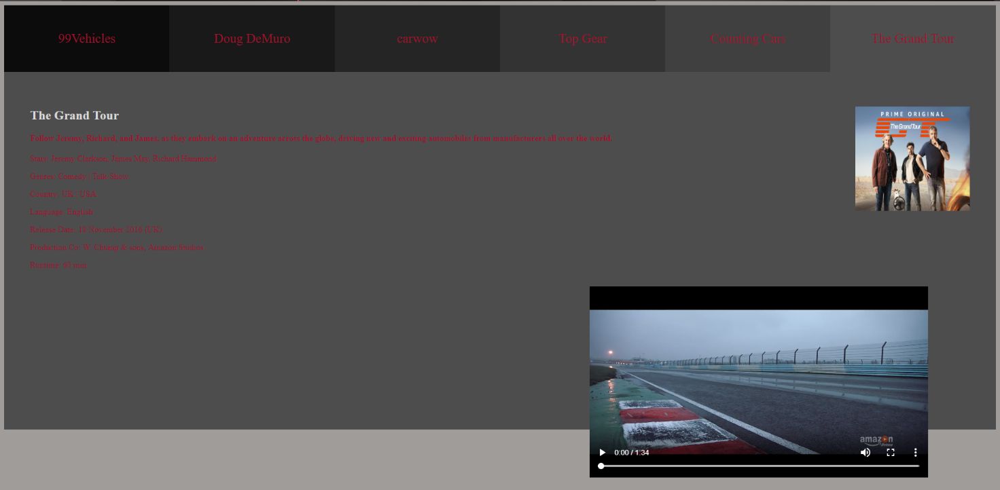 99Vehicles
Doug DeMuro
carwow
Top Gear
Counting Cars
The Grand Tour
The Grand Tour
PRIME ORIGINAL
GT
The Grand Tour
Follow Jeremy, Richard, and James, as they embark on an adventure across the globe, driving new and exciting automobiles from manufacturers all over the world.
Stars: Jeremy Clarkson, James May, Richard Hammond
Genres: Comedy | Talk-Show
Country: UK | USA
Language: English
Release Date: 18 November 2016 (UK)
Production Co: W. Chump & sons, Amazon Studios
Runtime: 60 min
amazon
Prime
0:00 / 1:34